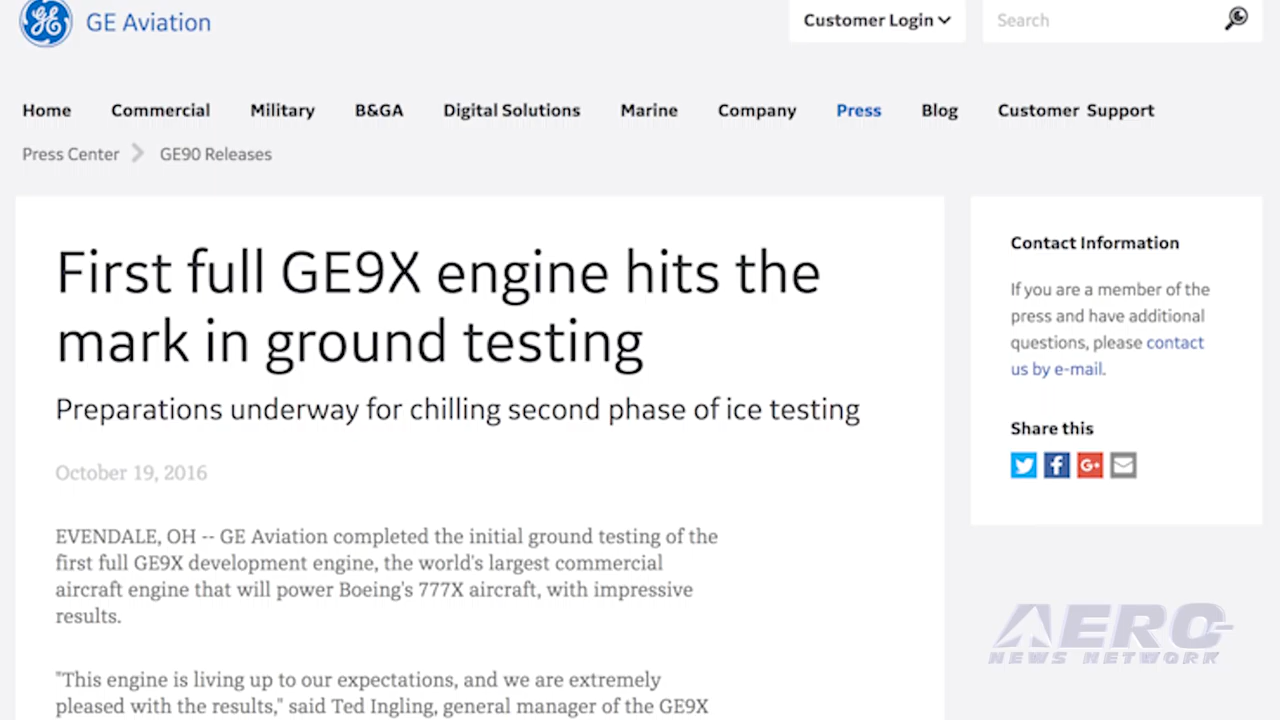 GE Aviation
Customer Login
Search
Home Commercial Military B&GA Digital Solutions Marine Company Press Blog Customer Support
Press Center GE90 Releases
First full GE9X engine hits the
mark in ground testing
Preparations underway for chilling second phase of ice testing
October 19, 2016
EVENDALE, OH -- GE Aviation completed the initial ground testing of the
first full GE9X development engine, the world's largest commercial
aircraft engine that will power Boeing's 777X aircraft, with impressive
results.
"This engine is living up to our expectations, and we are extremely
pleased with the results," said Ted Ingling, general manager of the GE9X
Contact Information
If you are a member of the
press and have additional
questions, please contact
us by e-mail.
Share this
AERO
NEWS NETWORK